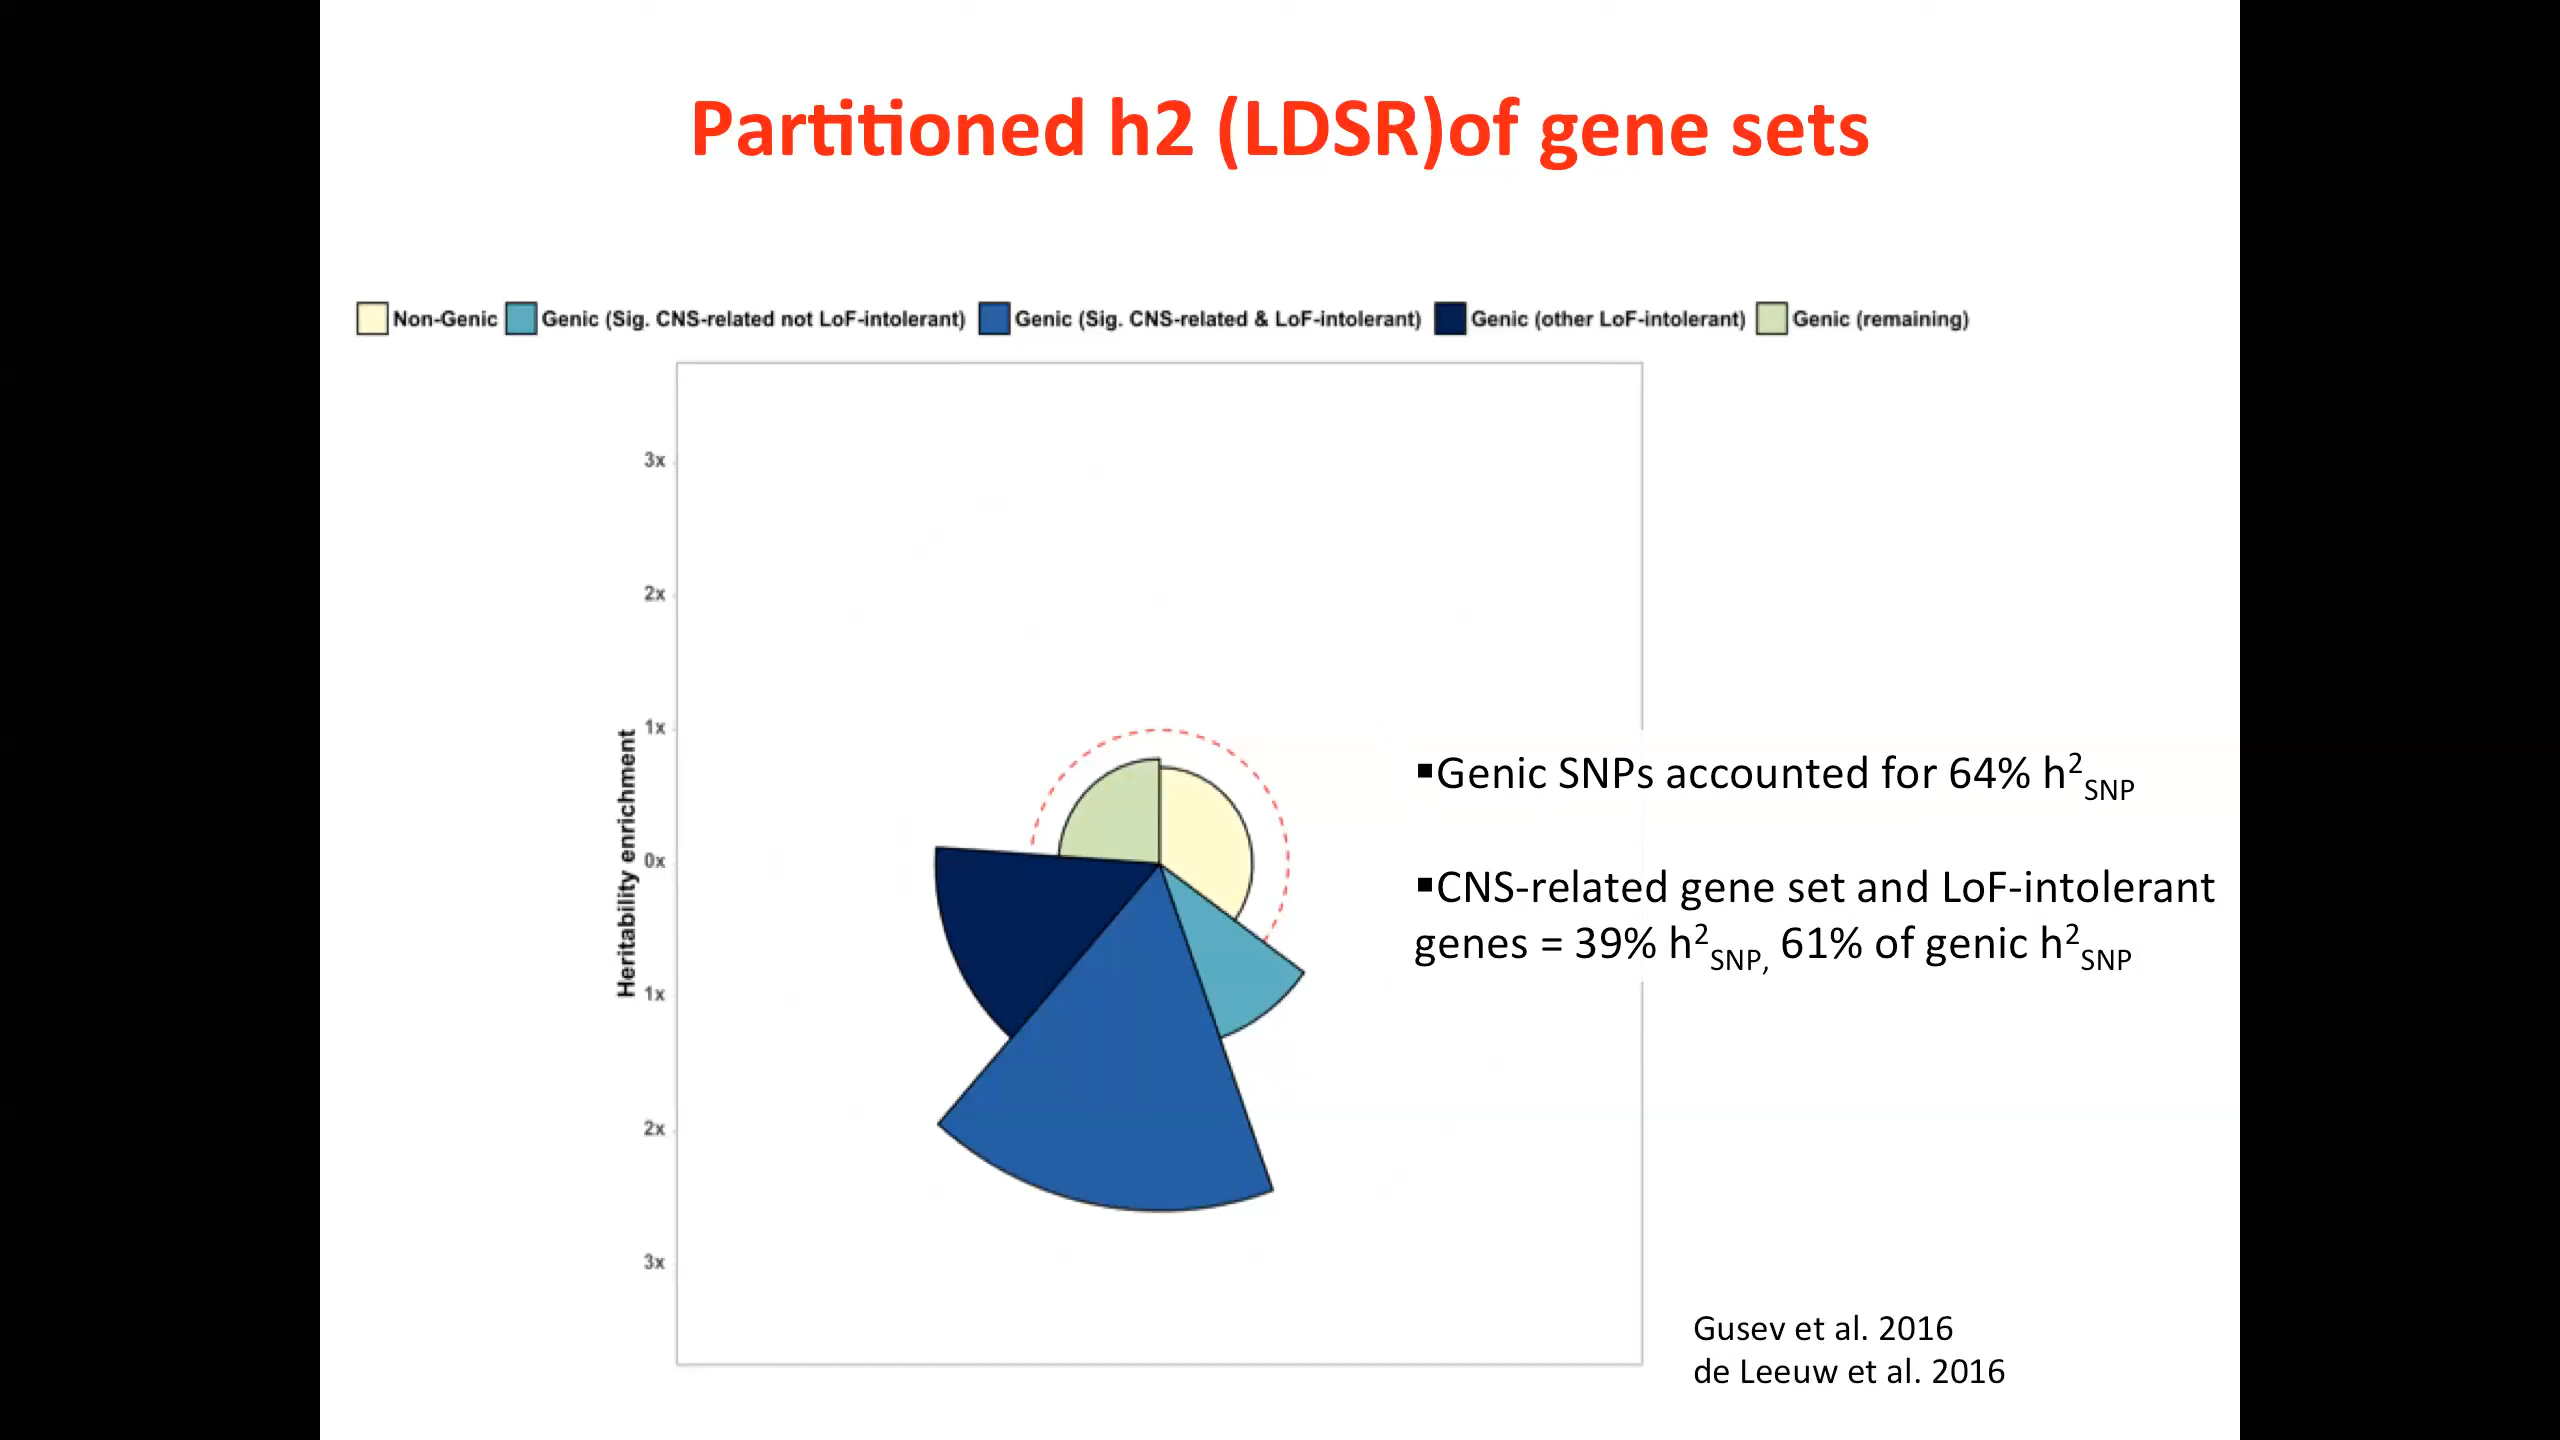 Partitioned h2 (LDSR)of gene sets
Non-Genic Genic (Sig. CNS-related not LoF-intolerant) Genic (Sig. CNS-related & LoF-intolerant) Genic (other LoF-intolerant) Genic (remaining)
3x
2x
1x
0x
1x
2x
3x
Heritability enrichment
▪Genic SNPs accounted for 64% h²SNP
▪CNS-related gene set and LoF-intolerant
genes = 39% h²SNP, 61% of genic h²SNP
Gusev et al. 2016
de Leeuw et al. 2016